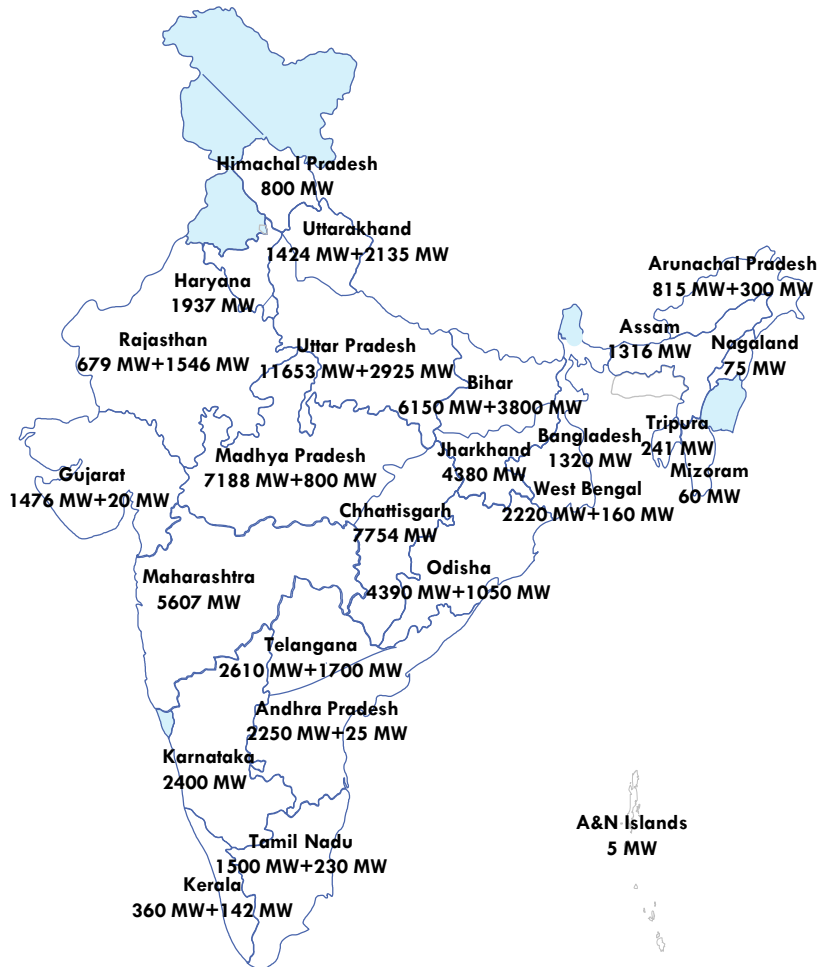 Himachal Pradesh
800 MW
Uttarakhand
1424 MW+2135 MW
Haryana
1937 MW
Arunachal Pradesh
815 MW+300 MW
Rajasthan
679 MW+1546 MW
Uttar Pradesh
11653 MW+2925 MW
Assam
1316 MW
Nagaland
75 MW
Bihar
6150 MW+3800 MW
Gujarat
1476 MW+20 MW
Madhya Pradesh
7188 MW+800 MW
Jharkhand
4380 MW
Bangladesh
1320 MW
Tripura
241 MW
Mizoram
60 MW
West Bengal
2220 MW+160 MW
Chhattisgarh
7754 MW
Maharashtra
5607 MW
Odisha
4390 MW+1050 MW
Telangana
2610 MW+1700 MW
Andhra Pradesh
2250 MW+25 MW
Karnataka
2400 MW
A&N Islands
5 MW
Tamil Nadu
1500 MW+230 MW
Kerala
360 MW+142 MW